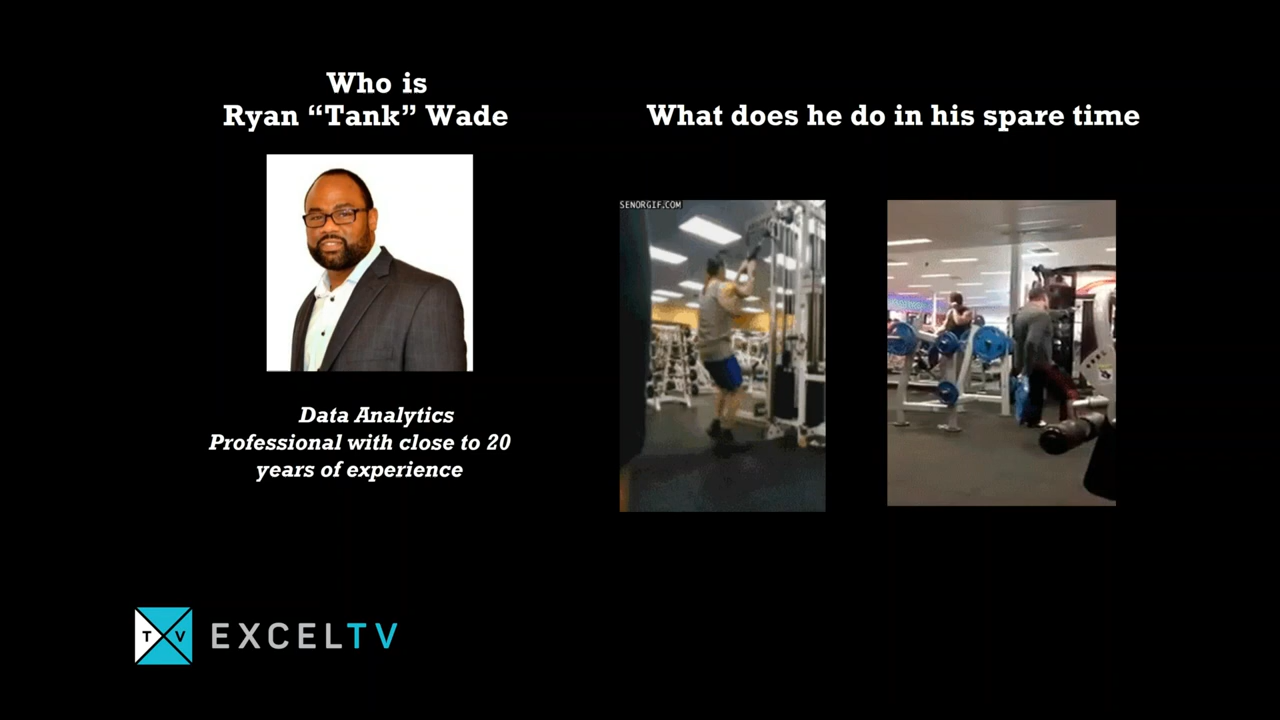 Who is
Ryan “Tank” Wade
What does he do in his spare time
SENORGIF.COM
Data Analytics
Professional with close to 20
years of experience
T V
EXCELTV